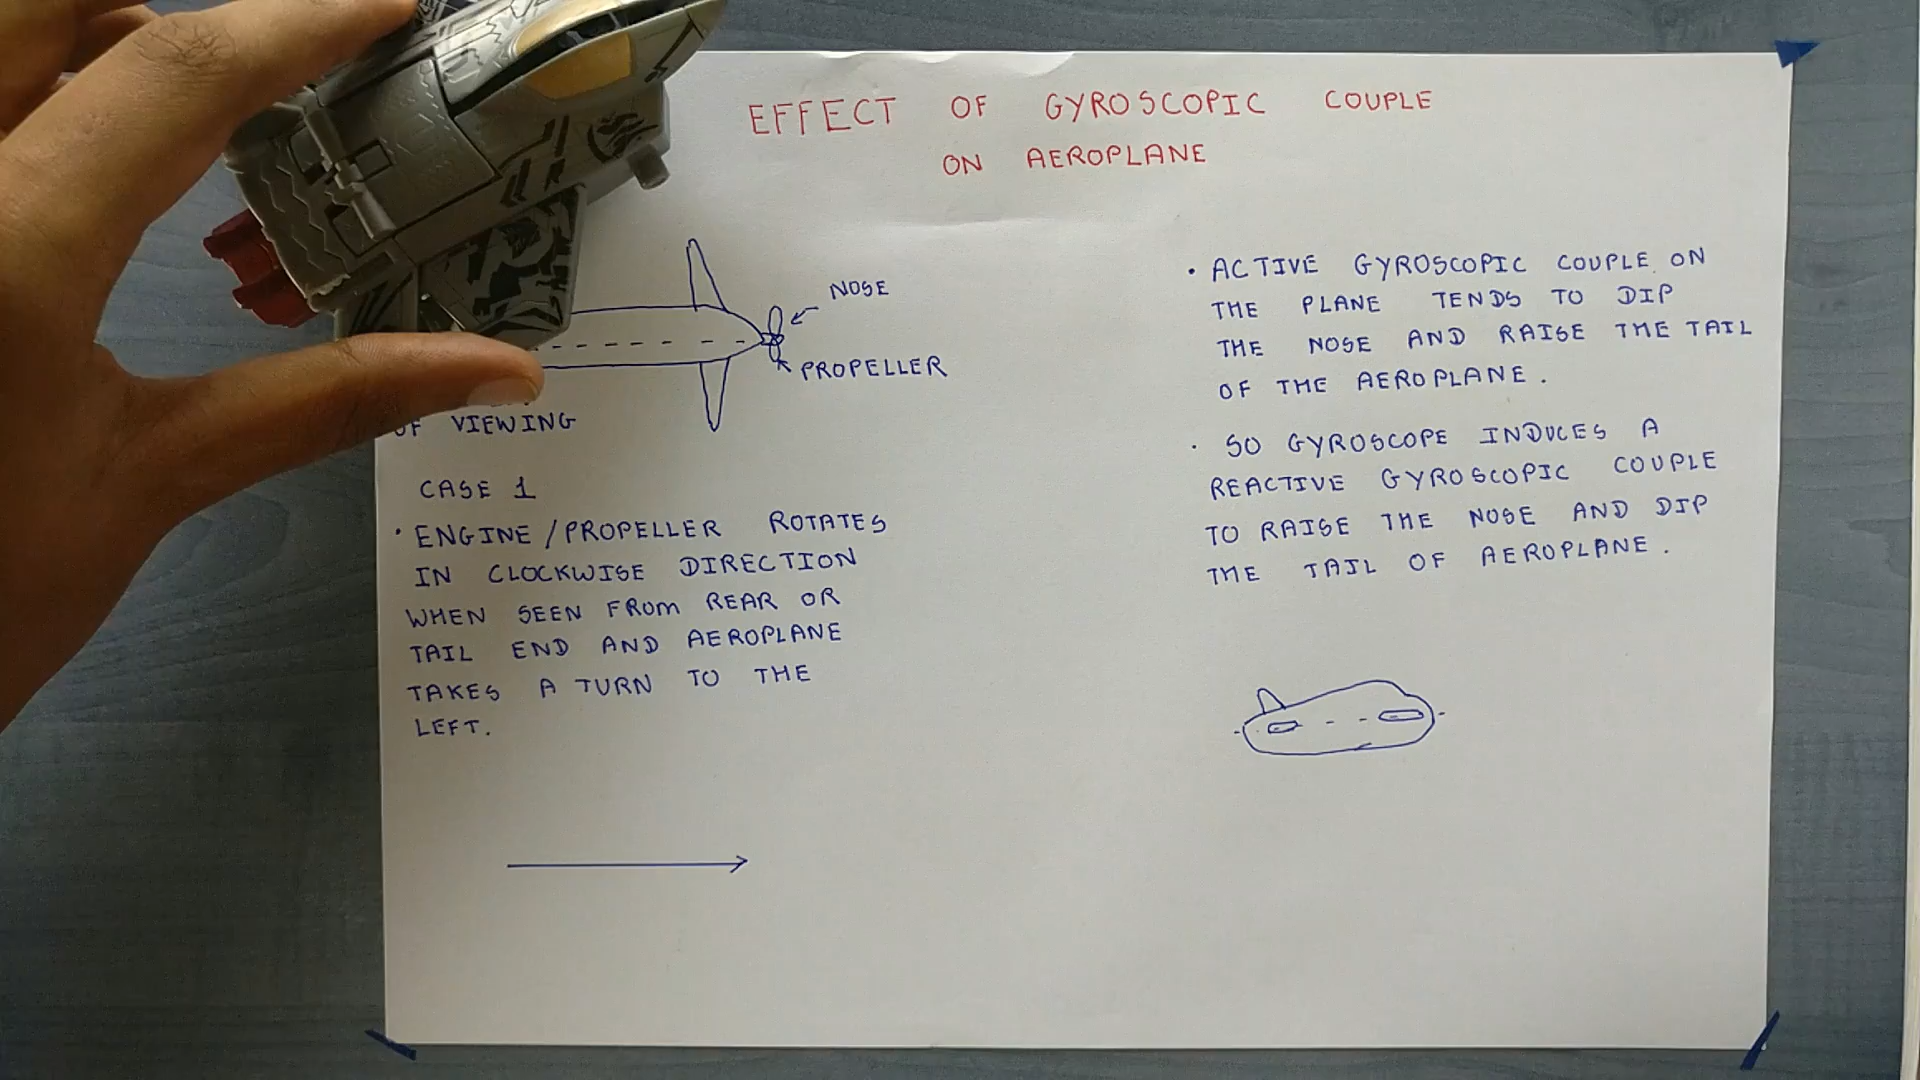 EFFECT OF GYROSCOPIC COUPLE
ON AEROPLANE
NOSE
PROPELLER
OF VIEWING
CASE 1
• ENGINE/PROPELLER ROTATES
IN CLOCKWISE DIRECTION
WHEN SEEN FROM REAR OR
TAIL END AND AEROPLANE
TAKES A TURN TO THE
LEFT.
• ACTIVE GYROSCOPIC COUPLE ON
THE PLANE TENDS TO DIP
THE NOSE AND RAISE THE TAIL
OF THE AEROPLANE.
• SO GYROSCOPE INDUCES A
REACTIVE GYROSCOPIC COUPLE
TO RAISE THE NOSE AND DIP
THE TAIL OF AEROPLANE.